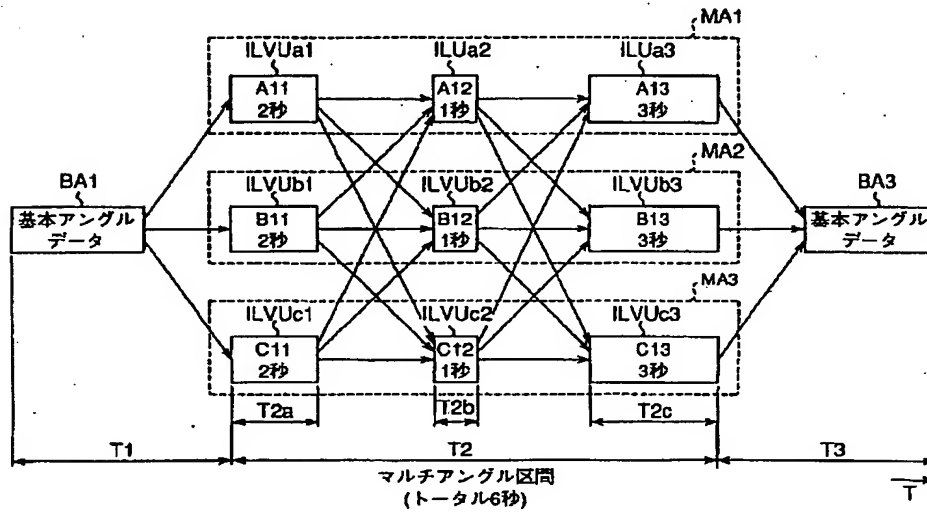 MA1
ILVUa1
ILUa2
ILUa3
A11
2秒
A12
1秒
A13
3秒
MA2
BA1
ILVUb1
ILVUb2
ILVUb3
BA3
基本アングル
データ
B11
2秒
B12
1秒
B13
3秒
基本アングル
データ
MA3
ILVUc1
ILVUc2
ILVUc3
C11
2秒
C12
1秒
C13
3秒
T2a
T2b
T2c
T1
T2
T3
マルチアングル区間
(トータル6秒)
T